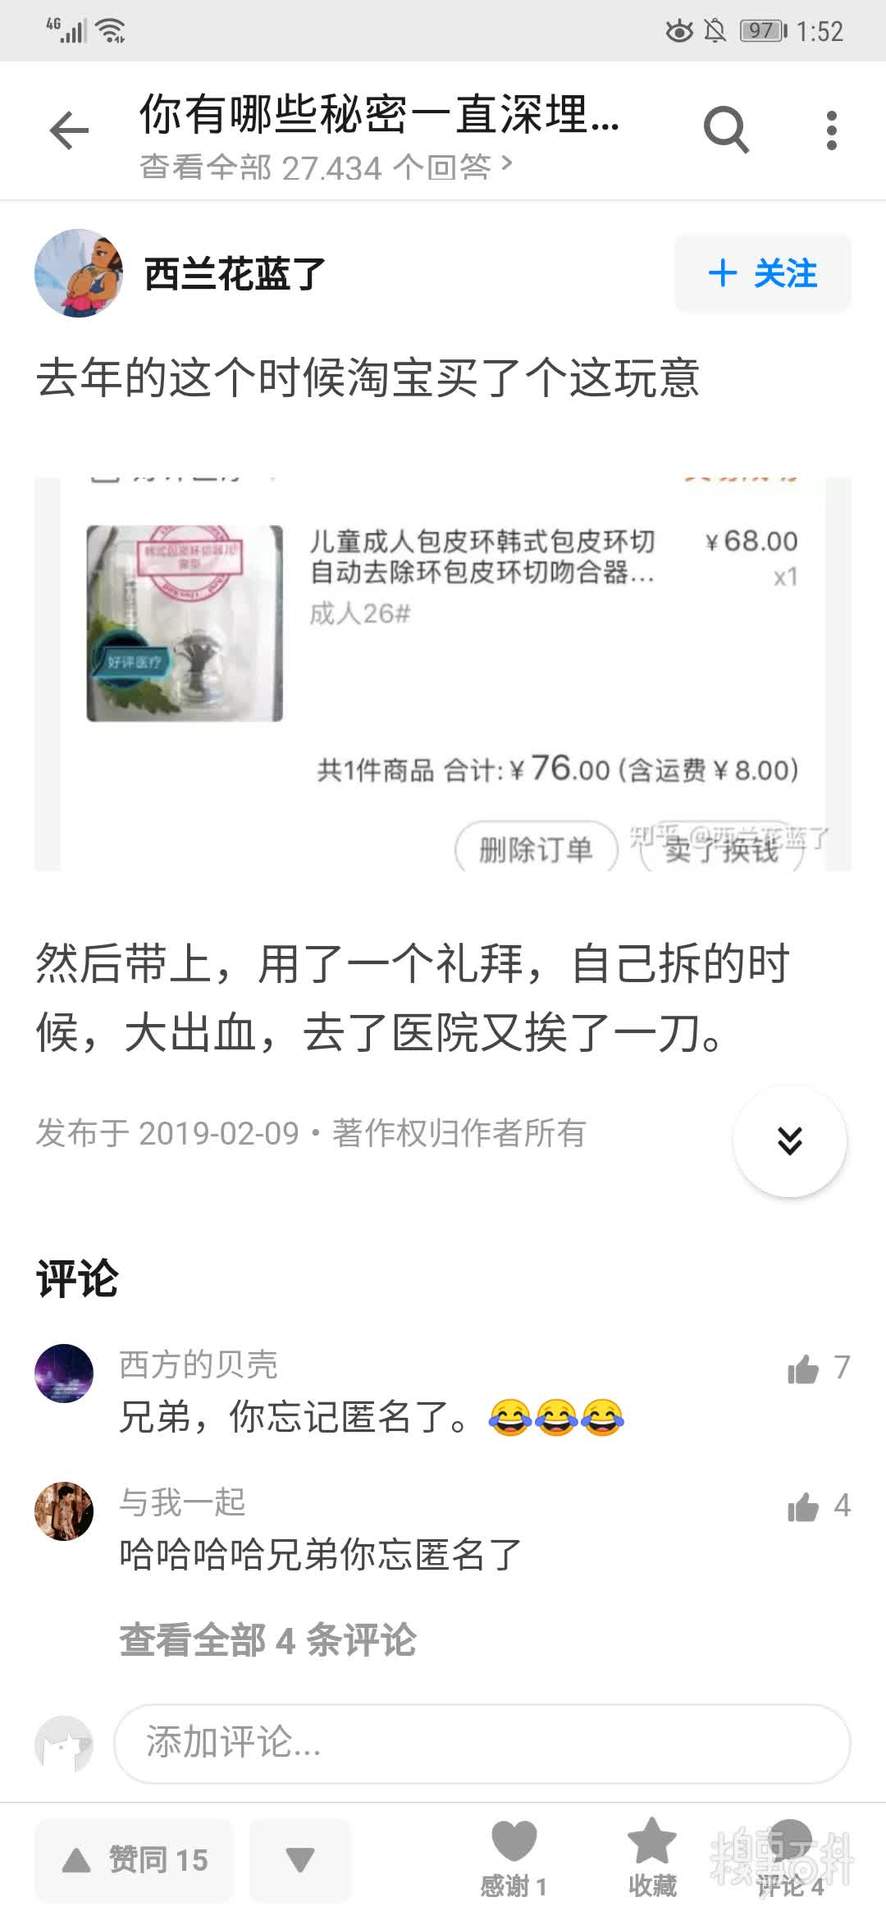 4G
97
1:52
你有哪些秘密一直深埋...
查看全部 27,434 个回答 >
西兰花蓝了
+ 关注
去年的这个时候淘宝买了个这玩意
儿童成人包皮环韩式包皮环切
¥68.00
自动去除环包皮环切吻合器...
x1
成人26#
好评医疗
共1件商品 合计:¥76.00 (含运费¥8.00)
删除订单
卖了换钱
知乎 @西兰花蓝了
然后带上，用了一个礼拜，自己拆的时
候，大出血，去了医院又挨了一刀。
发布于 2019-02-09 · 著作权归作者所有
评论
西方的贝壳
7
兄弟，你忘记匿名了。😂😂😂
与我一起
4
哈哈哈哈兄弟你忘匿名了
查看全部 4 条评论
添加评论...
赞同 15
感谢 1
收藏
评论 4
糗事百科